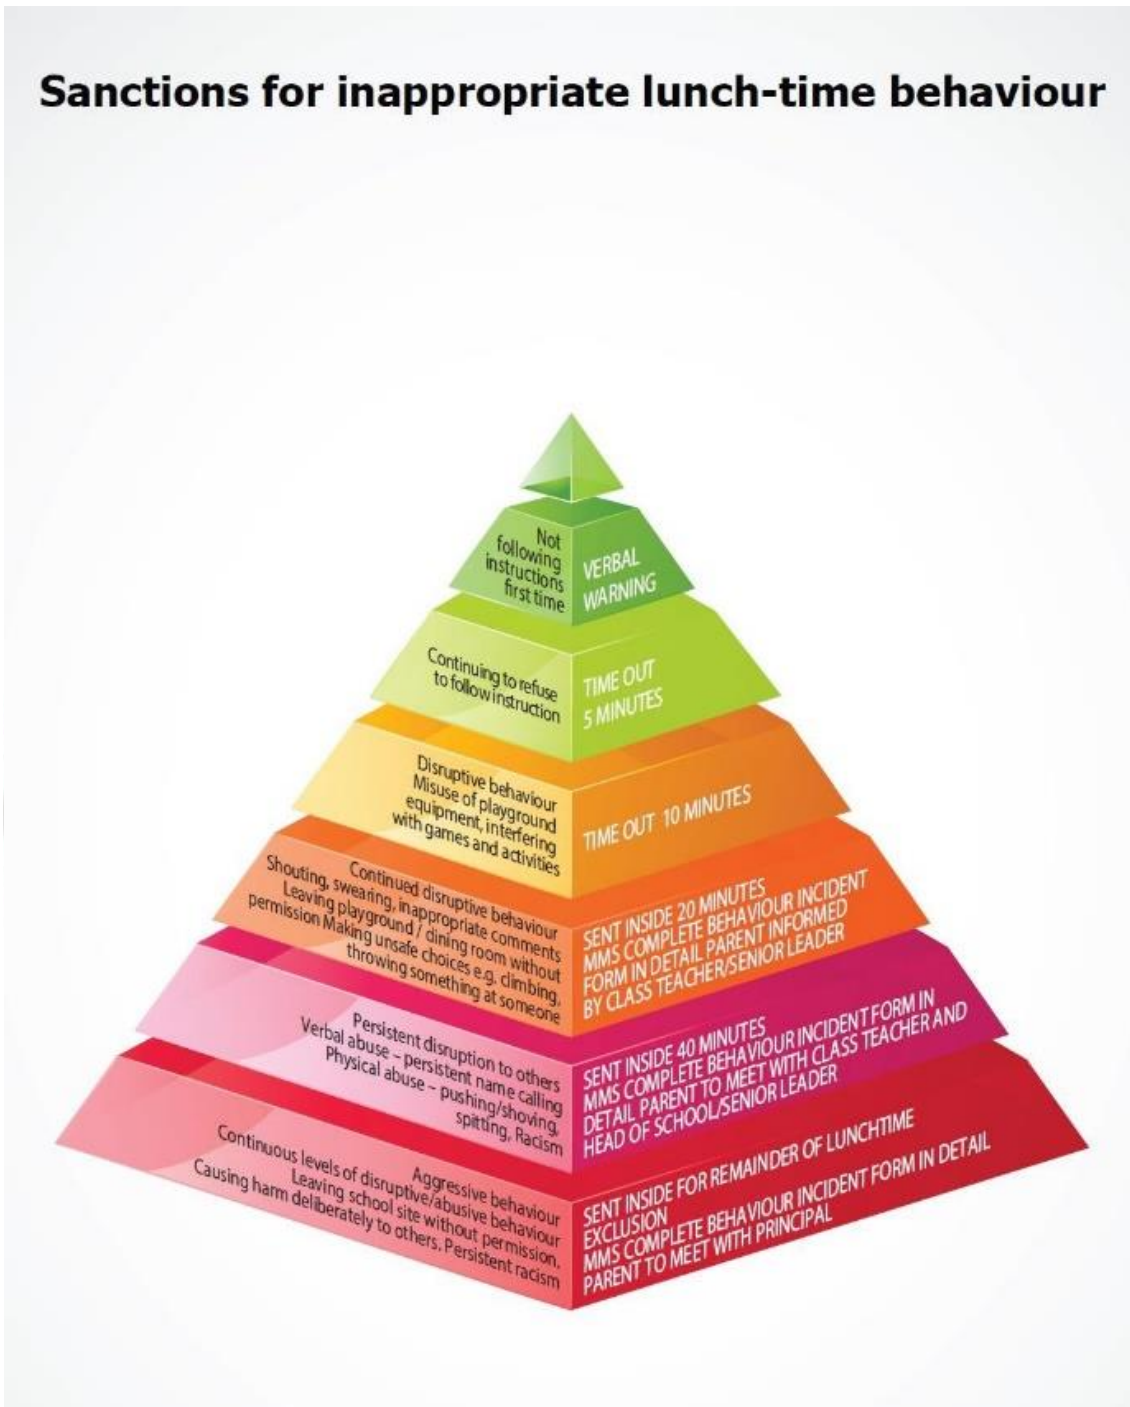 Sanctions for inappropriate lunch-time behaviour
Not
following
instructions
first time
VERBAL
WARNING
Continuing to refuse
to follow instruction
TIME OUT
5 MINUTES
Disruptive behaviour
Misuse of playground
equipment, interfering
with games and activities
TIME OUT 10 MINUTES
Continued disruptive behaviour
Shouting, swearing, inappropriate comments
Leaving playground / dining room without
permission Making unsafe choices e.g. climbing,
throwing something at someone
SENT INSIDE 20 MINUTES
MMS COMPLETE BEHAVIOUR INCIDENT
FORM IN DETAIL PARENT INFORMED
BY CLASS TEACHER/SENIOR LEADER
Persistent disruption to others
Verbal abuse – persistent name calling
Physical abuse – pushing/shoving,
spitting, Racism
SENT INSIDE 40 MINUTES
MMS COMPLETE BEHAVIOUR INCIDENT FORM IN
DETAIL PARENT TO MEET WITH CLASS TEACHER AND
HEAD OF SCHOOL/SENIOR LEADER
Aggressive behaviour
Continuous levels of disruptive/abusive behaviour
Leaving school site without permission.
Causing harm deliberately to others. Persistent racism
SENT INSIDE FOR REMAINDER OF LUNCHTIME
EXCLUSION
MMS COMPLETE BEHAVIOUR INCIDENT FORM IN DETAIL
PARENT TO MEET WITH PRINCIPAL